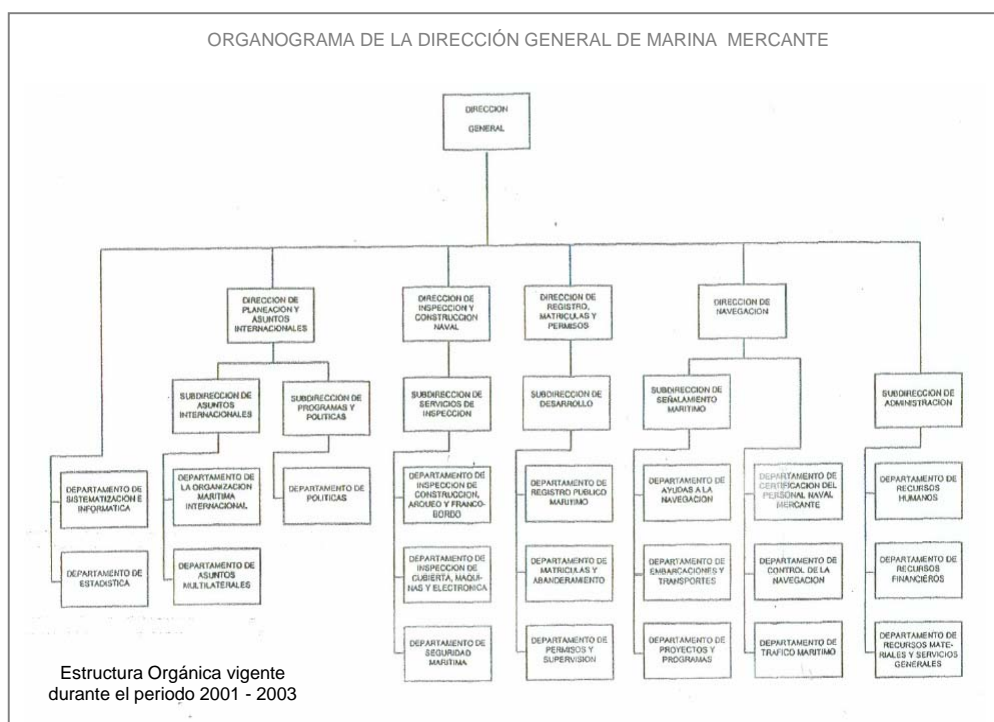 ORGANOGRAMA DE LA DIRECCIÓN GENERAL DE MARINA MERCANTE
DIRECCION
GENERAL
DIRECCION DE
PLANEACION Y
ASUNTOS
INTERNACIONALES
DIRECCION DE
INSPECCION Y
CONSTRUCCION
NAVAL
DIRECCION DE
REGISTRO,
MATRICULAS Y
PERMISOS
DIRECCION DE
NAVEGACION
SUBDIRECCION DE
ASUNTOS
INTERNACIONALES
SUBDIRECCION DE
PROGRAMAS Y
POLITICAS
SUBDIRECCION DE
SERVICIOS DE
INSPECCION
SUBDIRECCION DE
DESARROLLO
SUBDIRECCION DE
SEÑALAMIENTO
MARITIMO
SUBDIRECCION DE
ADMINISTRACION
DEPARTAMENTO DE
SISTEMATIZACION E
INFORMATICA
DEPARTAMENTO DE
LA ORGANIZACION
MARITIMA
INTERNACIONAL
DEPARTAMENTO DE
POLITICAS
DEPARTAMENTO DE
INSPECCION DE
CONSTRUCCION,
ARQUEO Y FRANCO-
BORDO
DEPARTAMENTO DE
REGISTRO PUBLICO
MARITIMO
DEPARTAMENTO DE
AYUDAS A LA
NAVEGACION
DEPARTAMENTO DE
CERTIFICACION DEL
PERSONAL NAVAL
MERCANTE
DEPARTAMENTO DE
RECURSOS
HUMANOS
DEPARTAMENTO DE
ESTADISTICA
DEPARTAMENTO DE
ASUNTOS
MULTILATERALES
DEPARTAMENTO DE
INSPECCION DE
CUBIERTA, MAQUI-
NAS Y ELECTRONICA
DEPARTAMENTO DE
MATRICULAS Y
ABANDERAMIENTO
DEPARTAMENTO DE
EMBARCACIONES Y
TRANSPORTES
DEPARTAMENTO DE
CONTROL DE LA
NAVEGACION
DEPARTAMENTO DE
RECURSOS
FINANCIEROS
DEPARTAMENTO DE
SEGURIDAD
MARITIMA
DEPARTAMENTO DE
PERMISOS Y
SUPERVISION
DEPARTAMENTO DE
PROYECTOS Y
PROGRAMAS
DEPARTAMENTO DE
TRAFICO MARITIMO
DEPARTAMENTO DE
RECURSOS MATE-
RIALES Y SERVICIOS
GENERALES
Estructura Orgánica vigente
durante el periodo 2001 - 2003